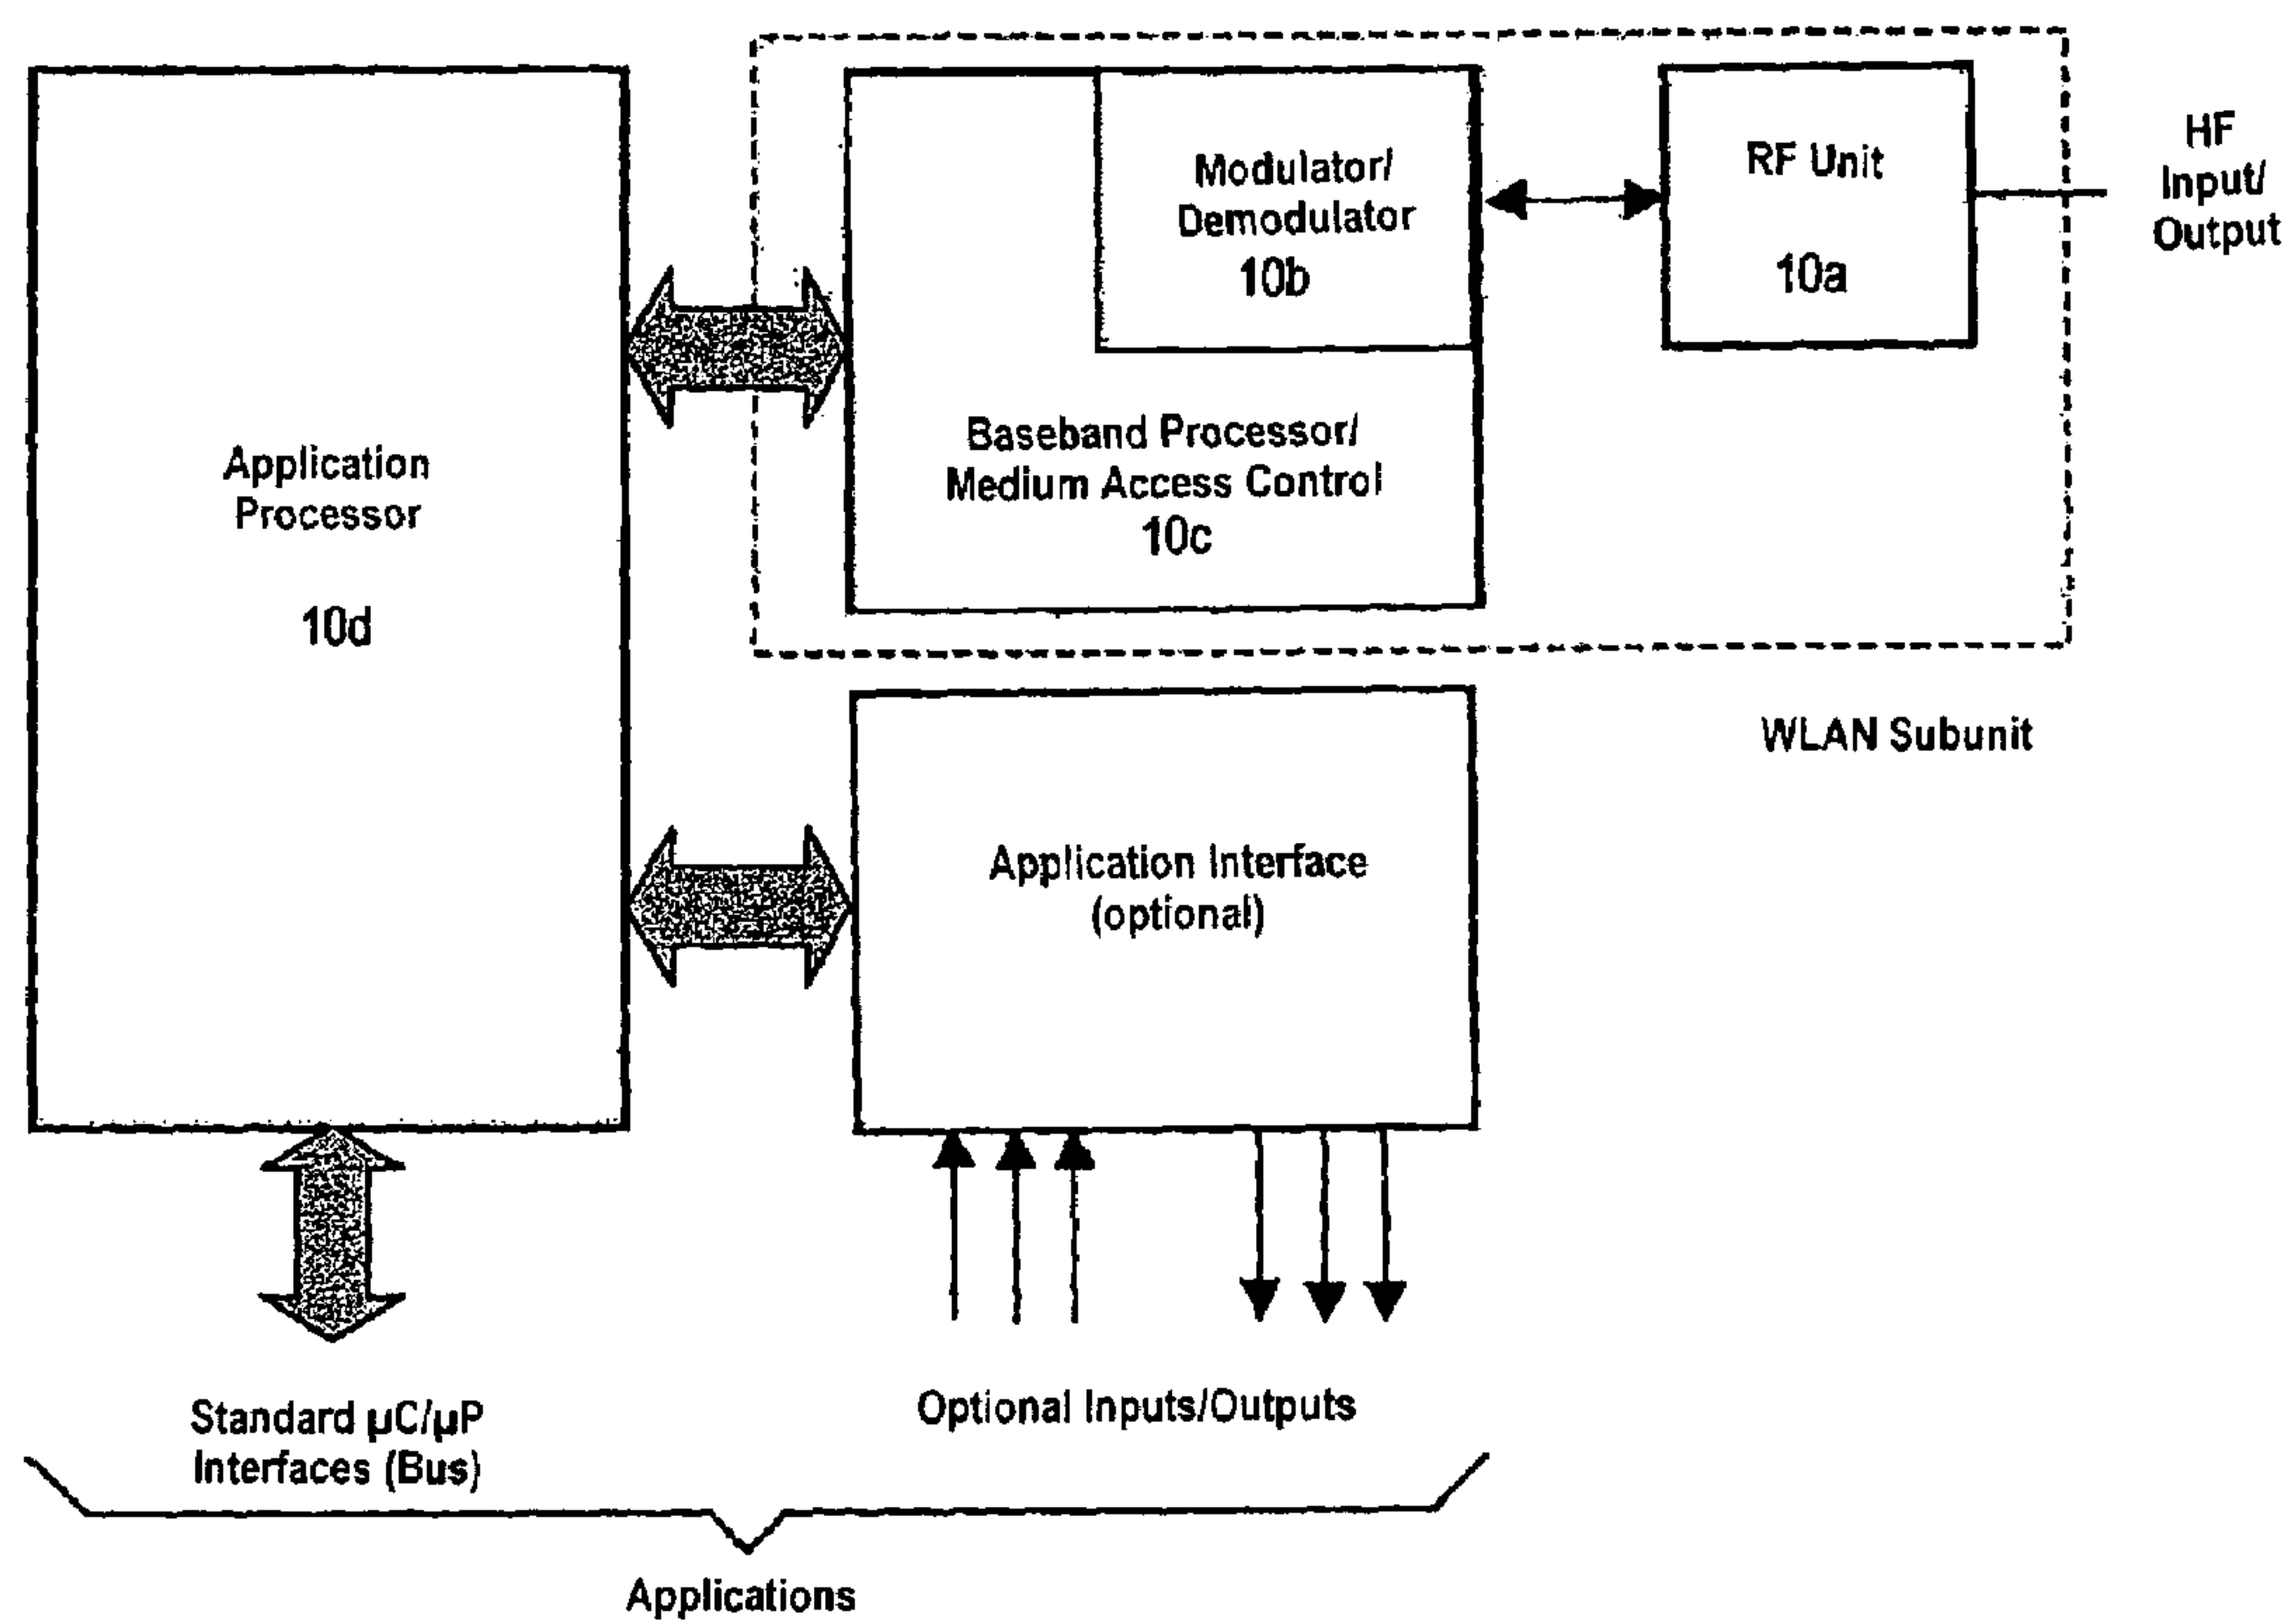 Application
Processor
10d
Modulator/
Demodulator
10b
Baseband Processor/
Medium Access Control
10c
RF Unit
10a
HF
Input/
Output
WLAN Subunit
Application Interface
(optional)
Standard µC/µP
Interfaces (Bus)
Optional Inputs/Outputs
Applications